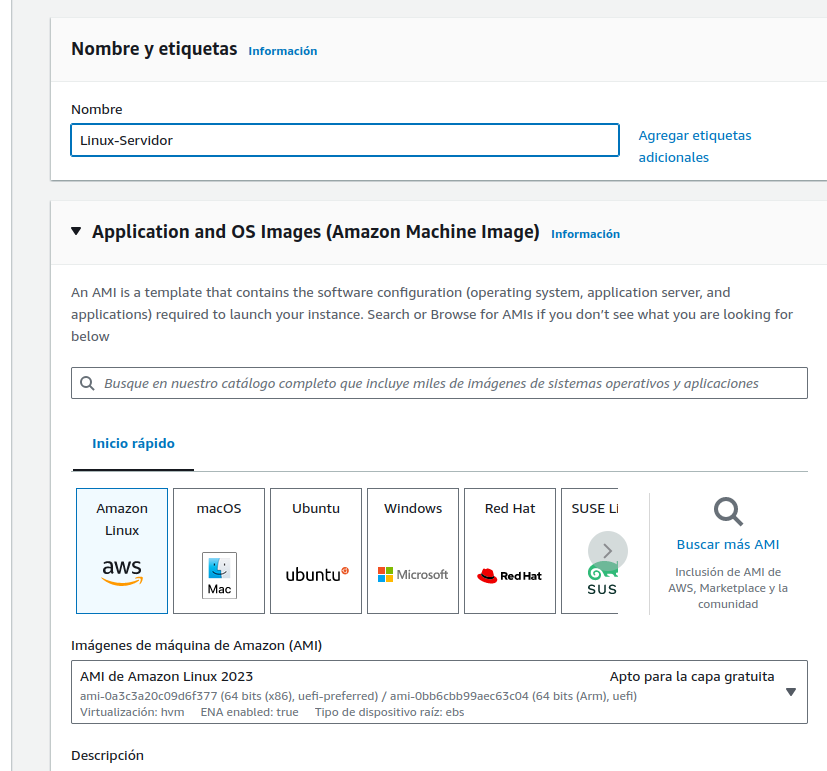 Nombre y etiquetas Información
Nombre
Linux-Servidor
Agregar etiquetas
adicionales
Application and OS Images (Amazon Machine Image) Información
An AMI is a template that contains the software configuration (operating system, application server, and
applications) required to launch your instance. Search or Browse for AMIs if you don't see what you are looking for
below
Busque en nuestro catálogo completo que incluye miles de imágenes de sistemas operativos y aplicaciones
Inicio rápido
Amazon
Linux
aws
macOS
Mac
Ubuntu
ubuntu
Windows
Microsoft
Red Hat
Red Hat
SUSE Li
SUS
Buscar más AMI
Inclusión de AMI de
AWS, Marketplace y la
comunidad
Imágenes de máquina de Amazon (AMI)
AMI de Amazon Linux 2023 Apto para la capa gratuita
ami-0a3c3a20c09d6f377 (64 bits (x86), uefi-preferred) / ami-0bb6cbb99aec63c04 (64 bits (Arm), uefi)
Virtualización: hvm ENA enabled: true Tipo de dispositivo raíz: ebs
Descripción